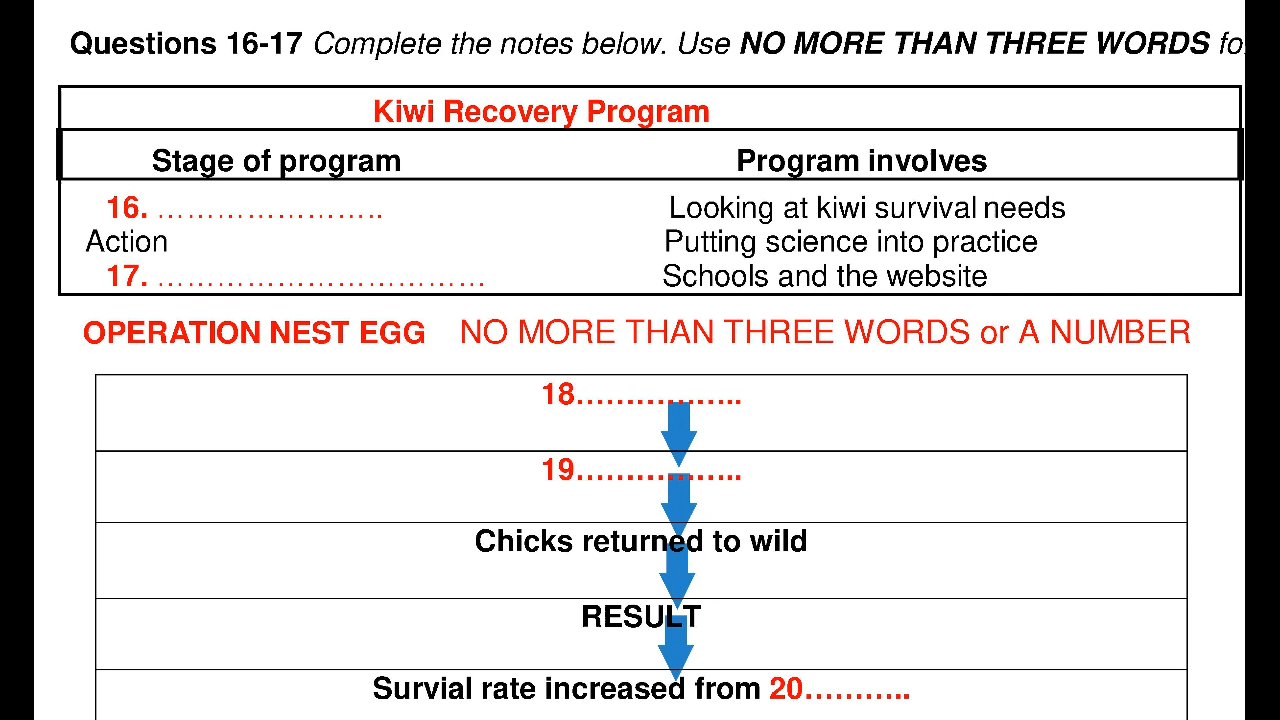 Questions 16-17 Complete the notes below. Use NO MORE THAN THREE WORDS fo
Kiwi Recovery Program
Stage of program Program involves
16. ………………….. Looking at kiwi survival needs
Action Putting science into practice
17. …………………………… Schools and the website
OPERATION NEST EGG NO MORE THAN THREE WORDS or A NUMBER
18……………..
19……………..
Chicks returned to wild
RESULT
Survial rate increased from 20………..